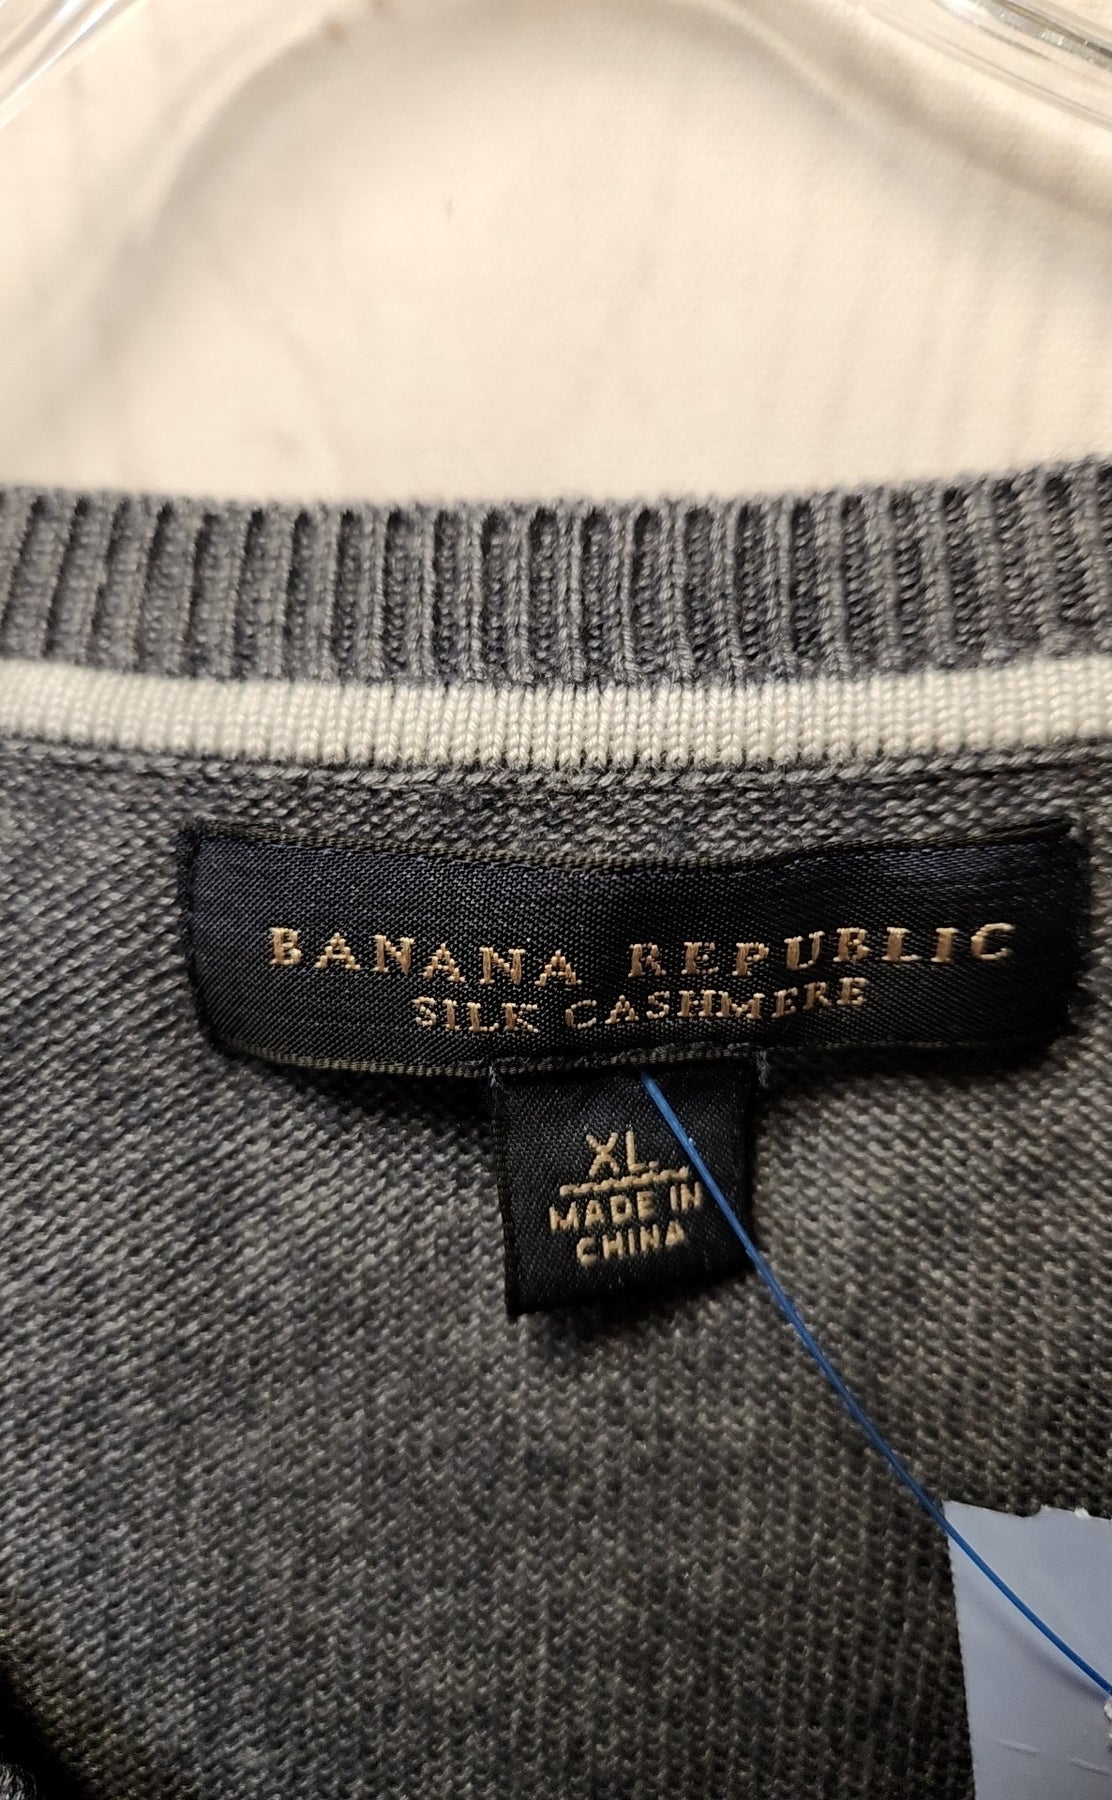 BANANA REPUBLIC
SILK CASHMERE
XL
MADE IN
CHINA